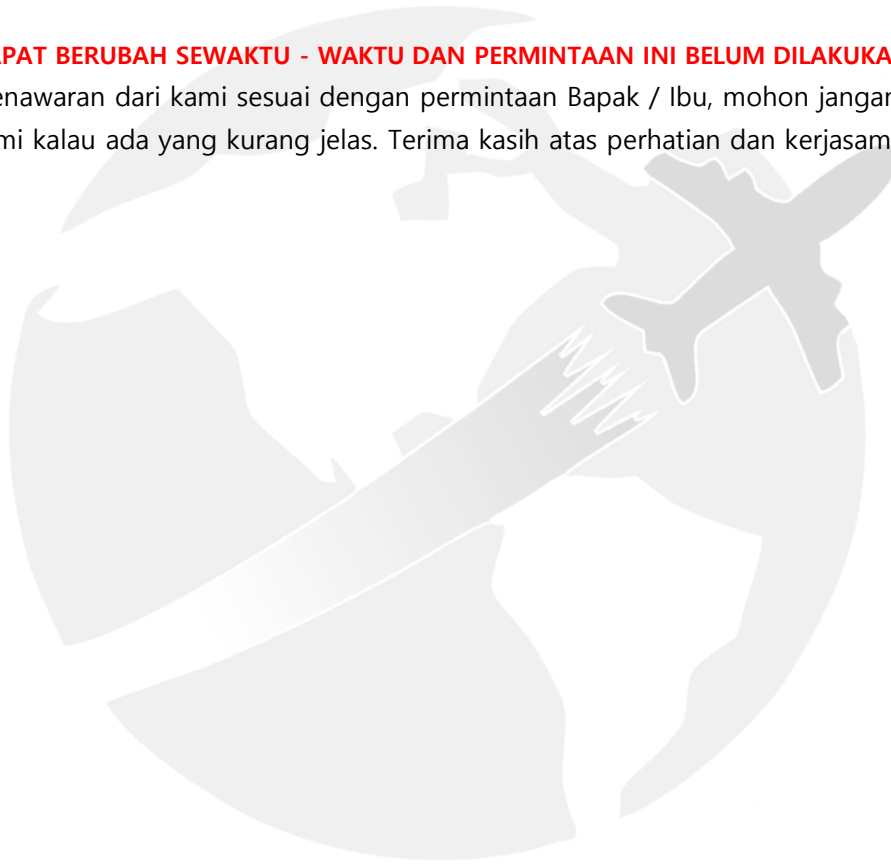 APAT BERUBAH SEWAKTU - WAKTU DAN PERMINTAAN INI BELUM DILAKUKA
enawaran dari kami sesuai dengan permintaan Bapak / Ibu, mohon jangan
mi kalau ada yang kurang jelas. Terima kasih atas perhatian dan kerjasam